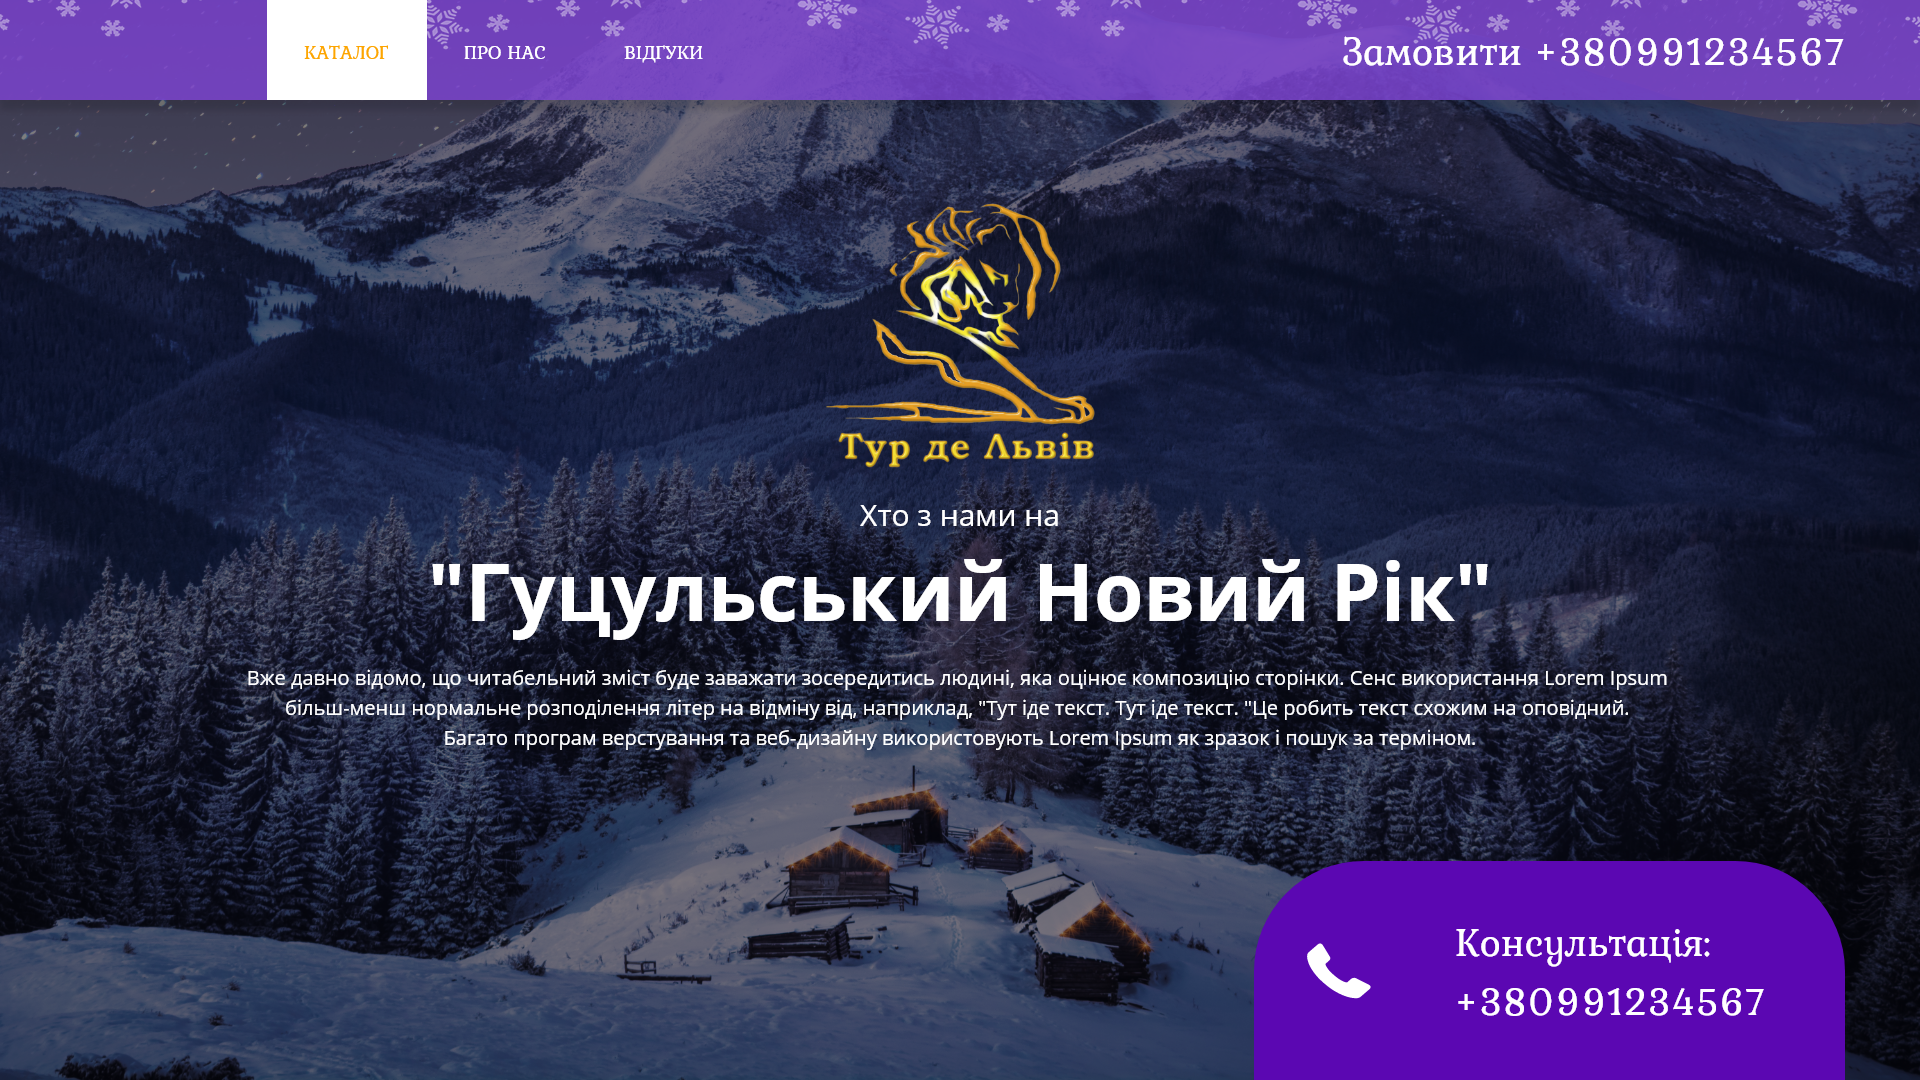 КАТАЛОГ
ПРО НАС
ВІДГУКИ
Замовити +380991234567
Тур де Львів
Хто з нами на
"Гуцульський Новий Рік"
Вже давно відомо, що читабельний зміст буде заважати зосередитись людині, яка оцінює композицію сторінки. Сенс використання Lorem Ipsum
більш-менш нормальне розподілення літер на відміну від, наприклад, "Тут іде текст. Тут іде текст. "Це робить текст схожим на оповідний.
Багато програм верстування та веб-дизайну використовують Lorem Ipsum як зразок і пошук за терміном.
Консультація:
+380991234567